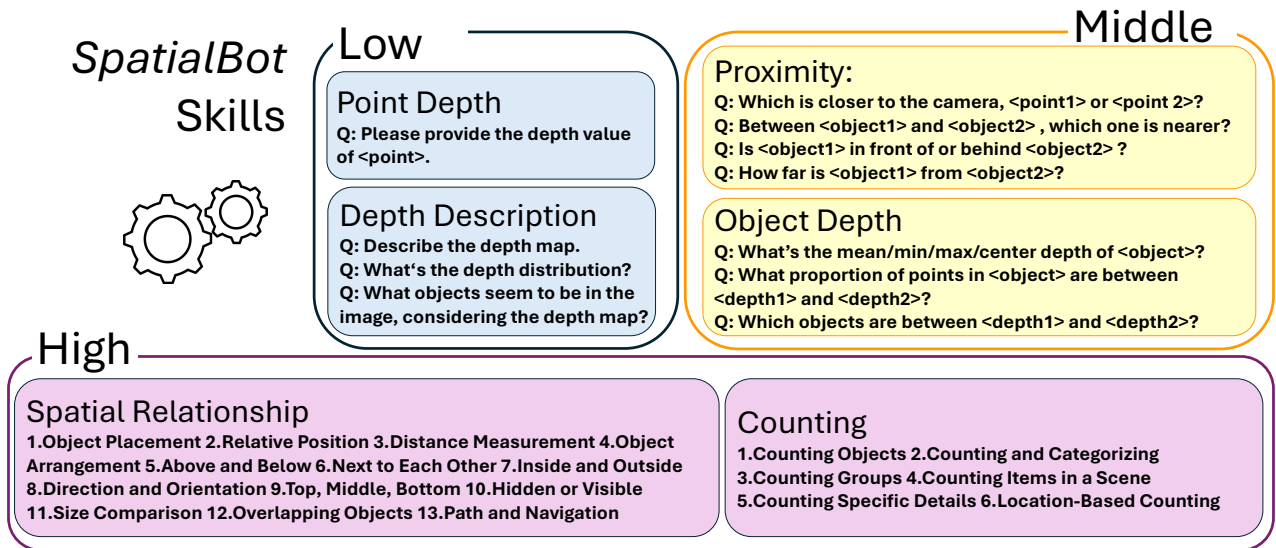 SpatialBot
Skills
Low
Point Depth
Q: Please provide the depth value
of <point>.
Depth Description
Q: Describe the depth map.
Q: What‘s the depth distribution?
Q: What objects seem to be in the
image, considering the depth map?
Middle
Proximity:
Q: Which is closer to the camera, <point1> or <point 2>?
Q: Between <object1> and <object2> , which one is nearer?
Q: Is <object1> in front of or behind <object2> ?
Q: How far is <object1> from <object2>?
Object Depth
Q: What’s the mean/min/max/center depth of <object>?
Q: What proportion of points in <object> are between
<depth1> and <depth2>?
Q: Which objects are between <depth1> and <depth2>?
High
Spatial Relationship
1.Object Placement 2.Relative Position 3.Distance Measurement 4.Object
Arrangement 5.Above and Below 6.Next to Each Other 7.Inside and Outside
8.Direction and Orientation 9.Top, Middle, Bottom 10.Hidden or Visible
11.Size Comparison 12.Overlapping Objects 13.Path and Navigation
Counting
1.Counting Objects 2.Counting and Categorizing
3.Counting Groups 4.Counting Items in a Scene
5.Counting Specific Details 6.Location-Based Counting